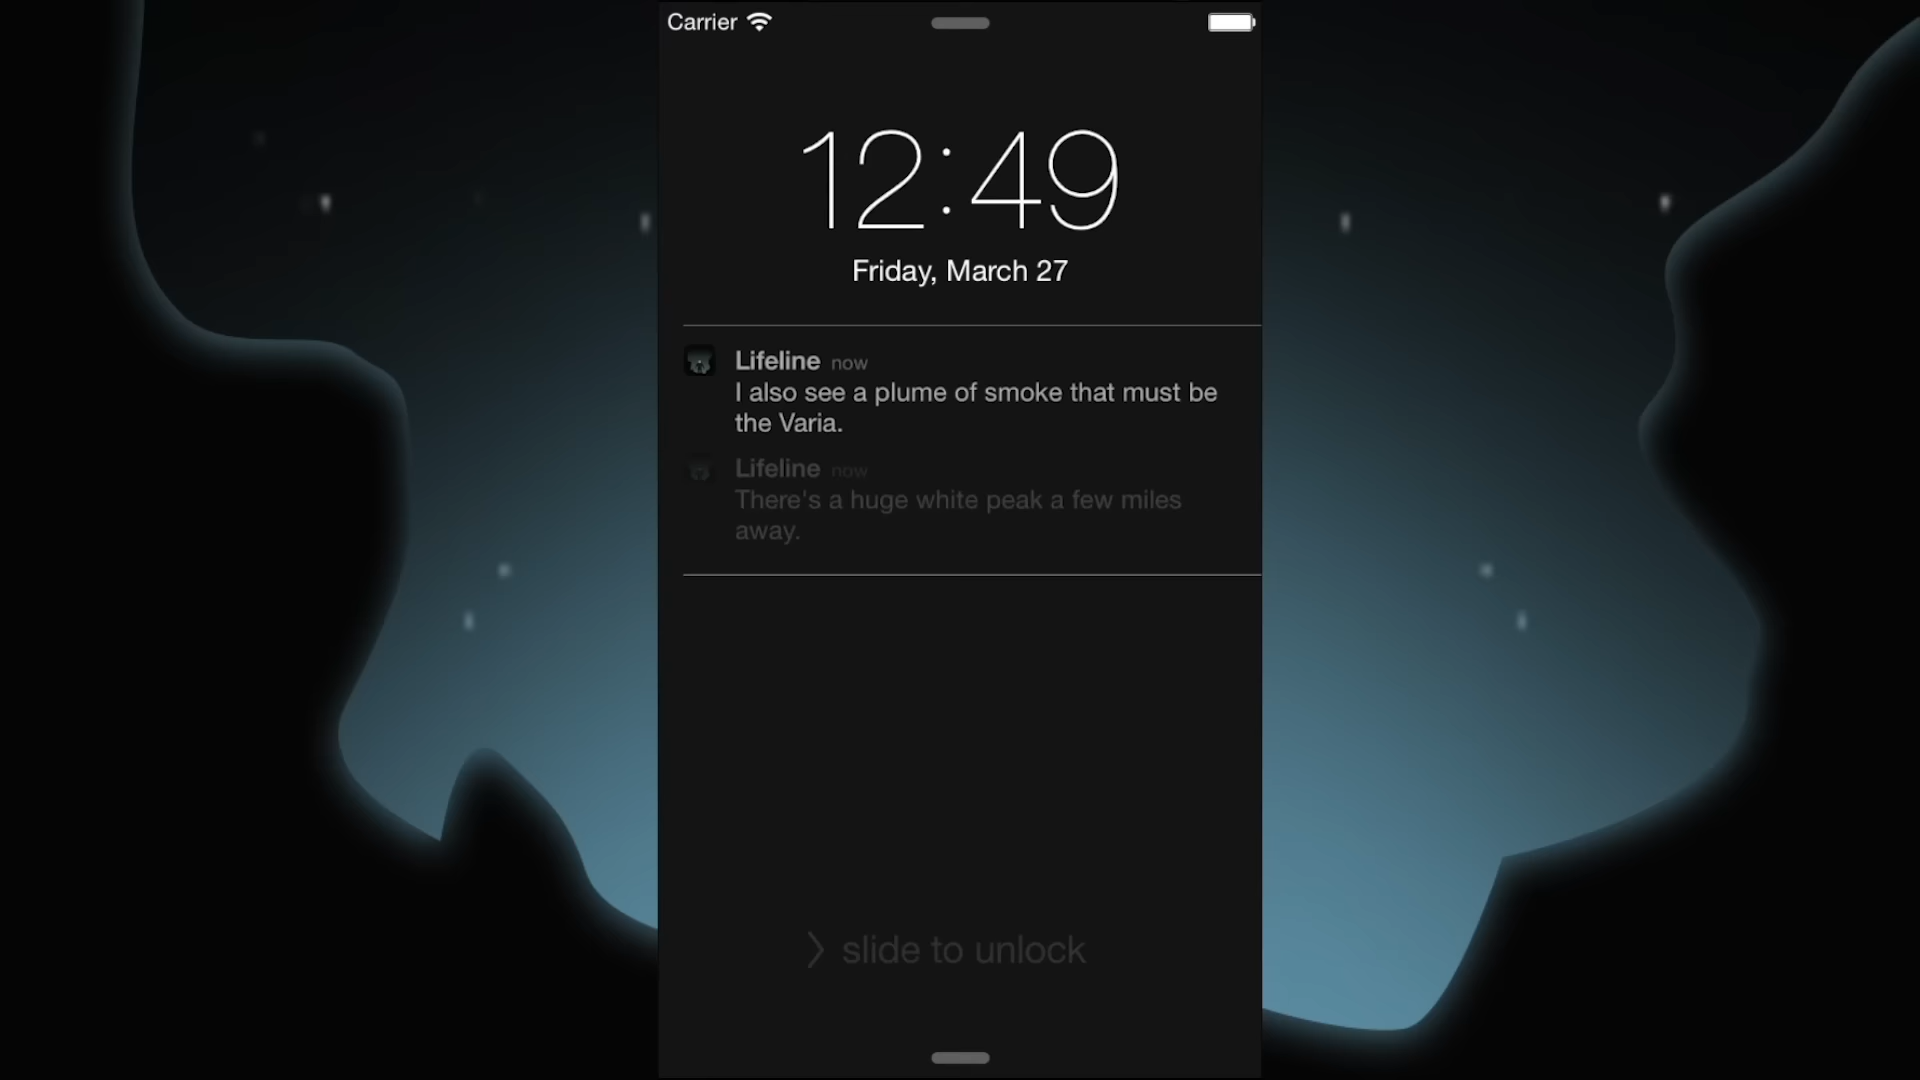 Carrier
12:49
Friday, March 27
Lifeline now
I also see a plume of smoke that must be
the Varia.
Lifeline now
There's a huge white peak a few miles
away.
slide to unlock